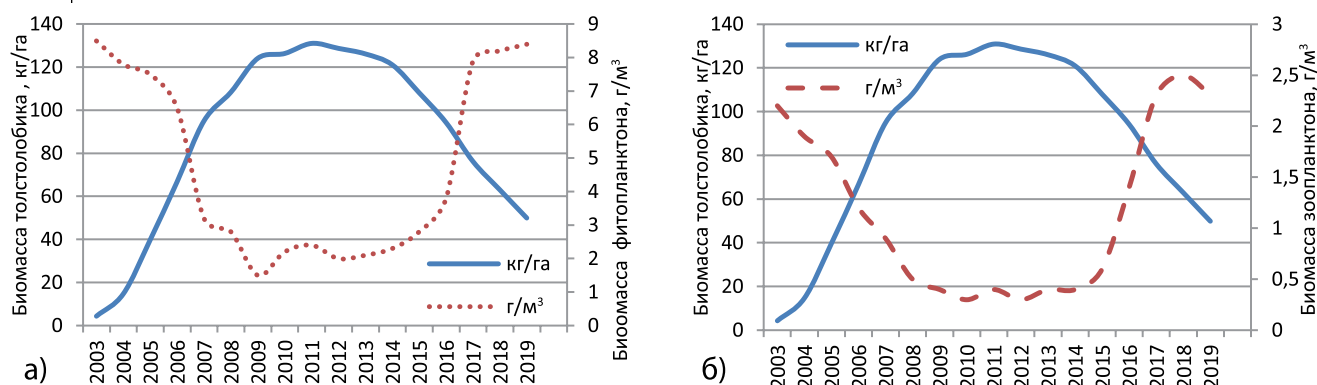 Биомасса толстолобика , кг/га
140
120
100
80
60
40
20
0
9
8
7
6
5
4
3
2
1
0
Биоомасса фитопланктона, г/м³
кг/га
г/м³
2003 2004 2005 2006 2007 2008 2009 2010 2011 2012 2013 2014 2015 2016 2017 2018 2019
а)
Биомасса толстолобика, кг/га
140
120
100
80
60
40
20
0
3
2,5
2
1,5
1
0,5
0
Биомасса зоопланктона, г/м³
кг/га
г/м³
2003 2004 2005 2006 2007 2008 2009 2010 2011 2012 2013 2014 2015 2016 2017 2018 2019
б)